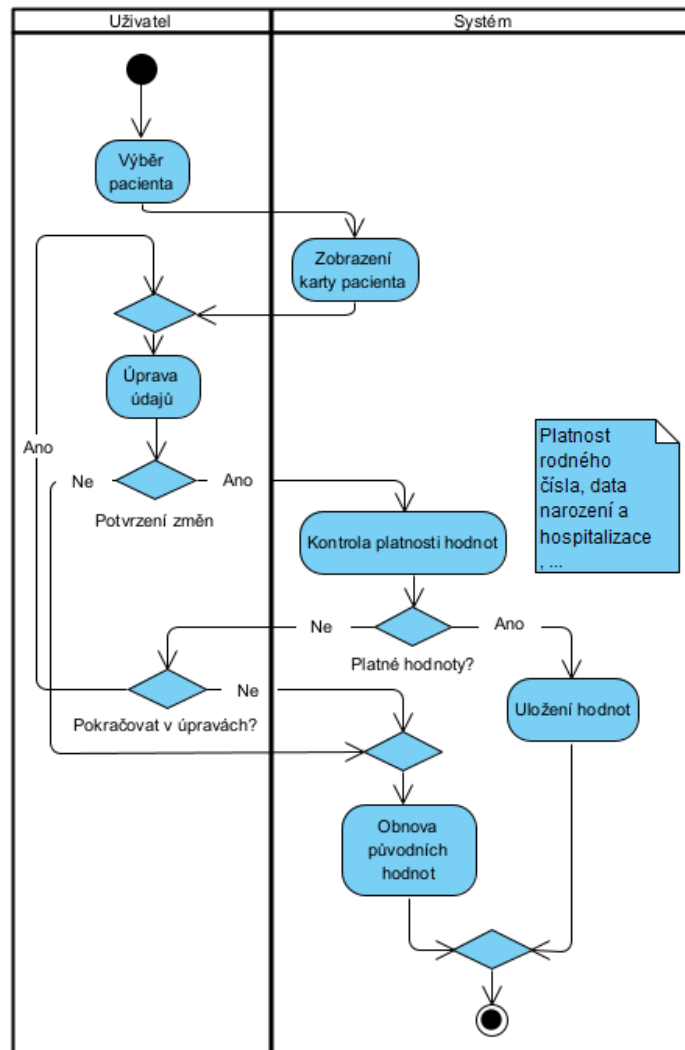 Uživatel
Systém
Výběr
pacienta
Zobrazení
karty pacienta
Úprava
údajů
Ano
Ne
Ano
Potvrzení změn
Platnost
rodného
čísla, data
narození a
hospitalizace
, ...
Kontrola platnosti hodnot
Ne
Ano
Platné hodnoty?
Ne
Pokračovat v úpravách?
Uložení hodnot
Obnova
původních
hodnot